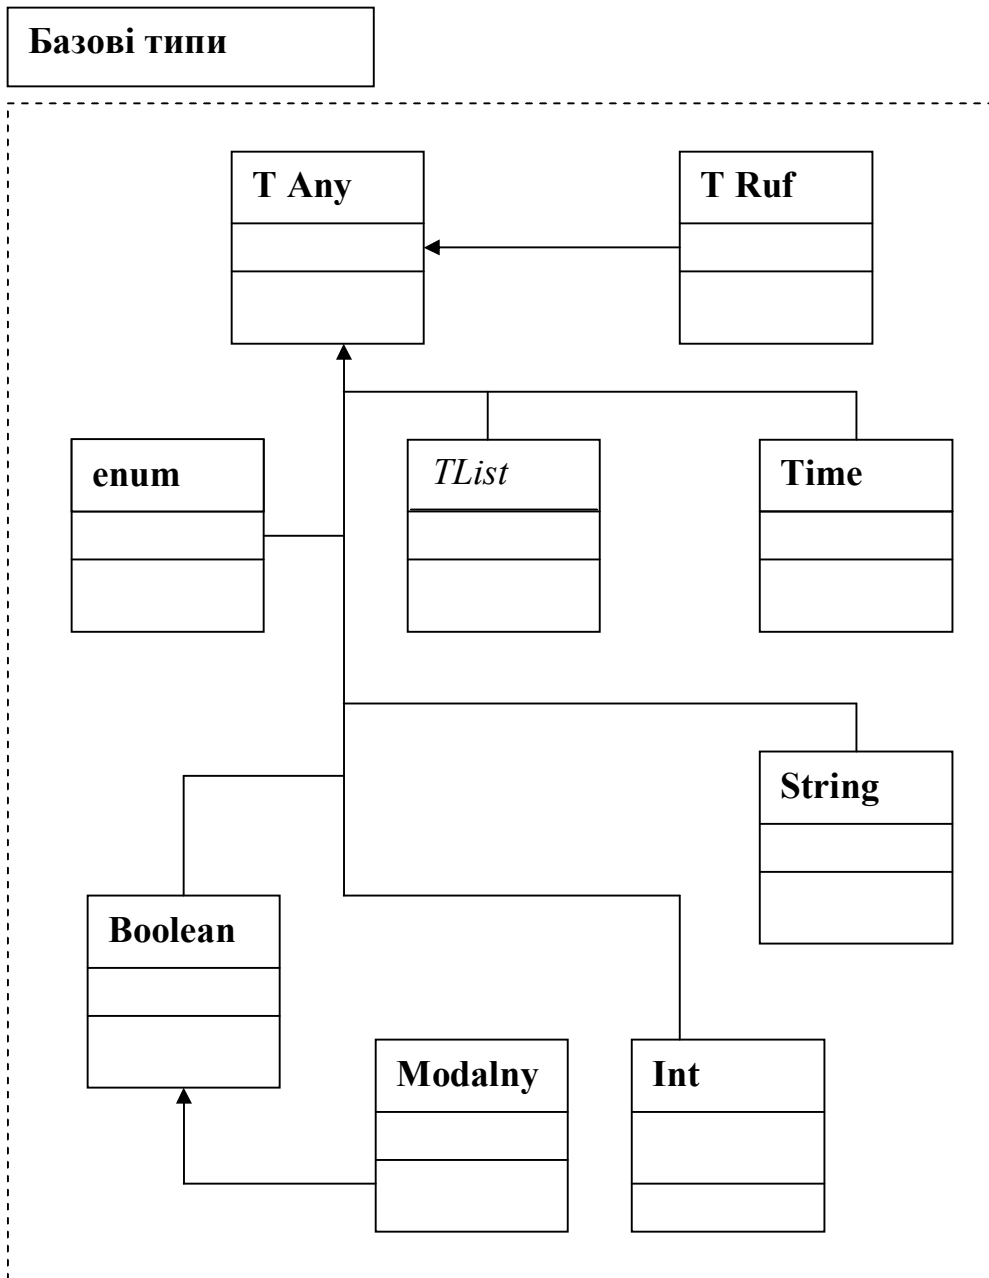 Базові типи
T Any
T Ruf
enum
TList
Time
String
Boolean
Modalny
Int